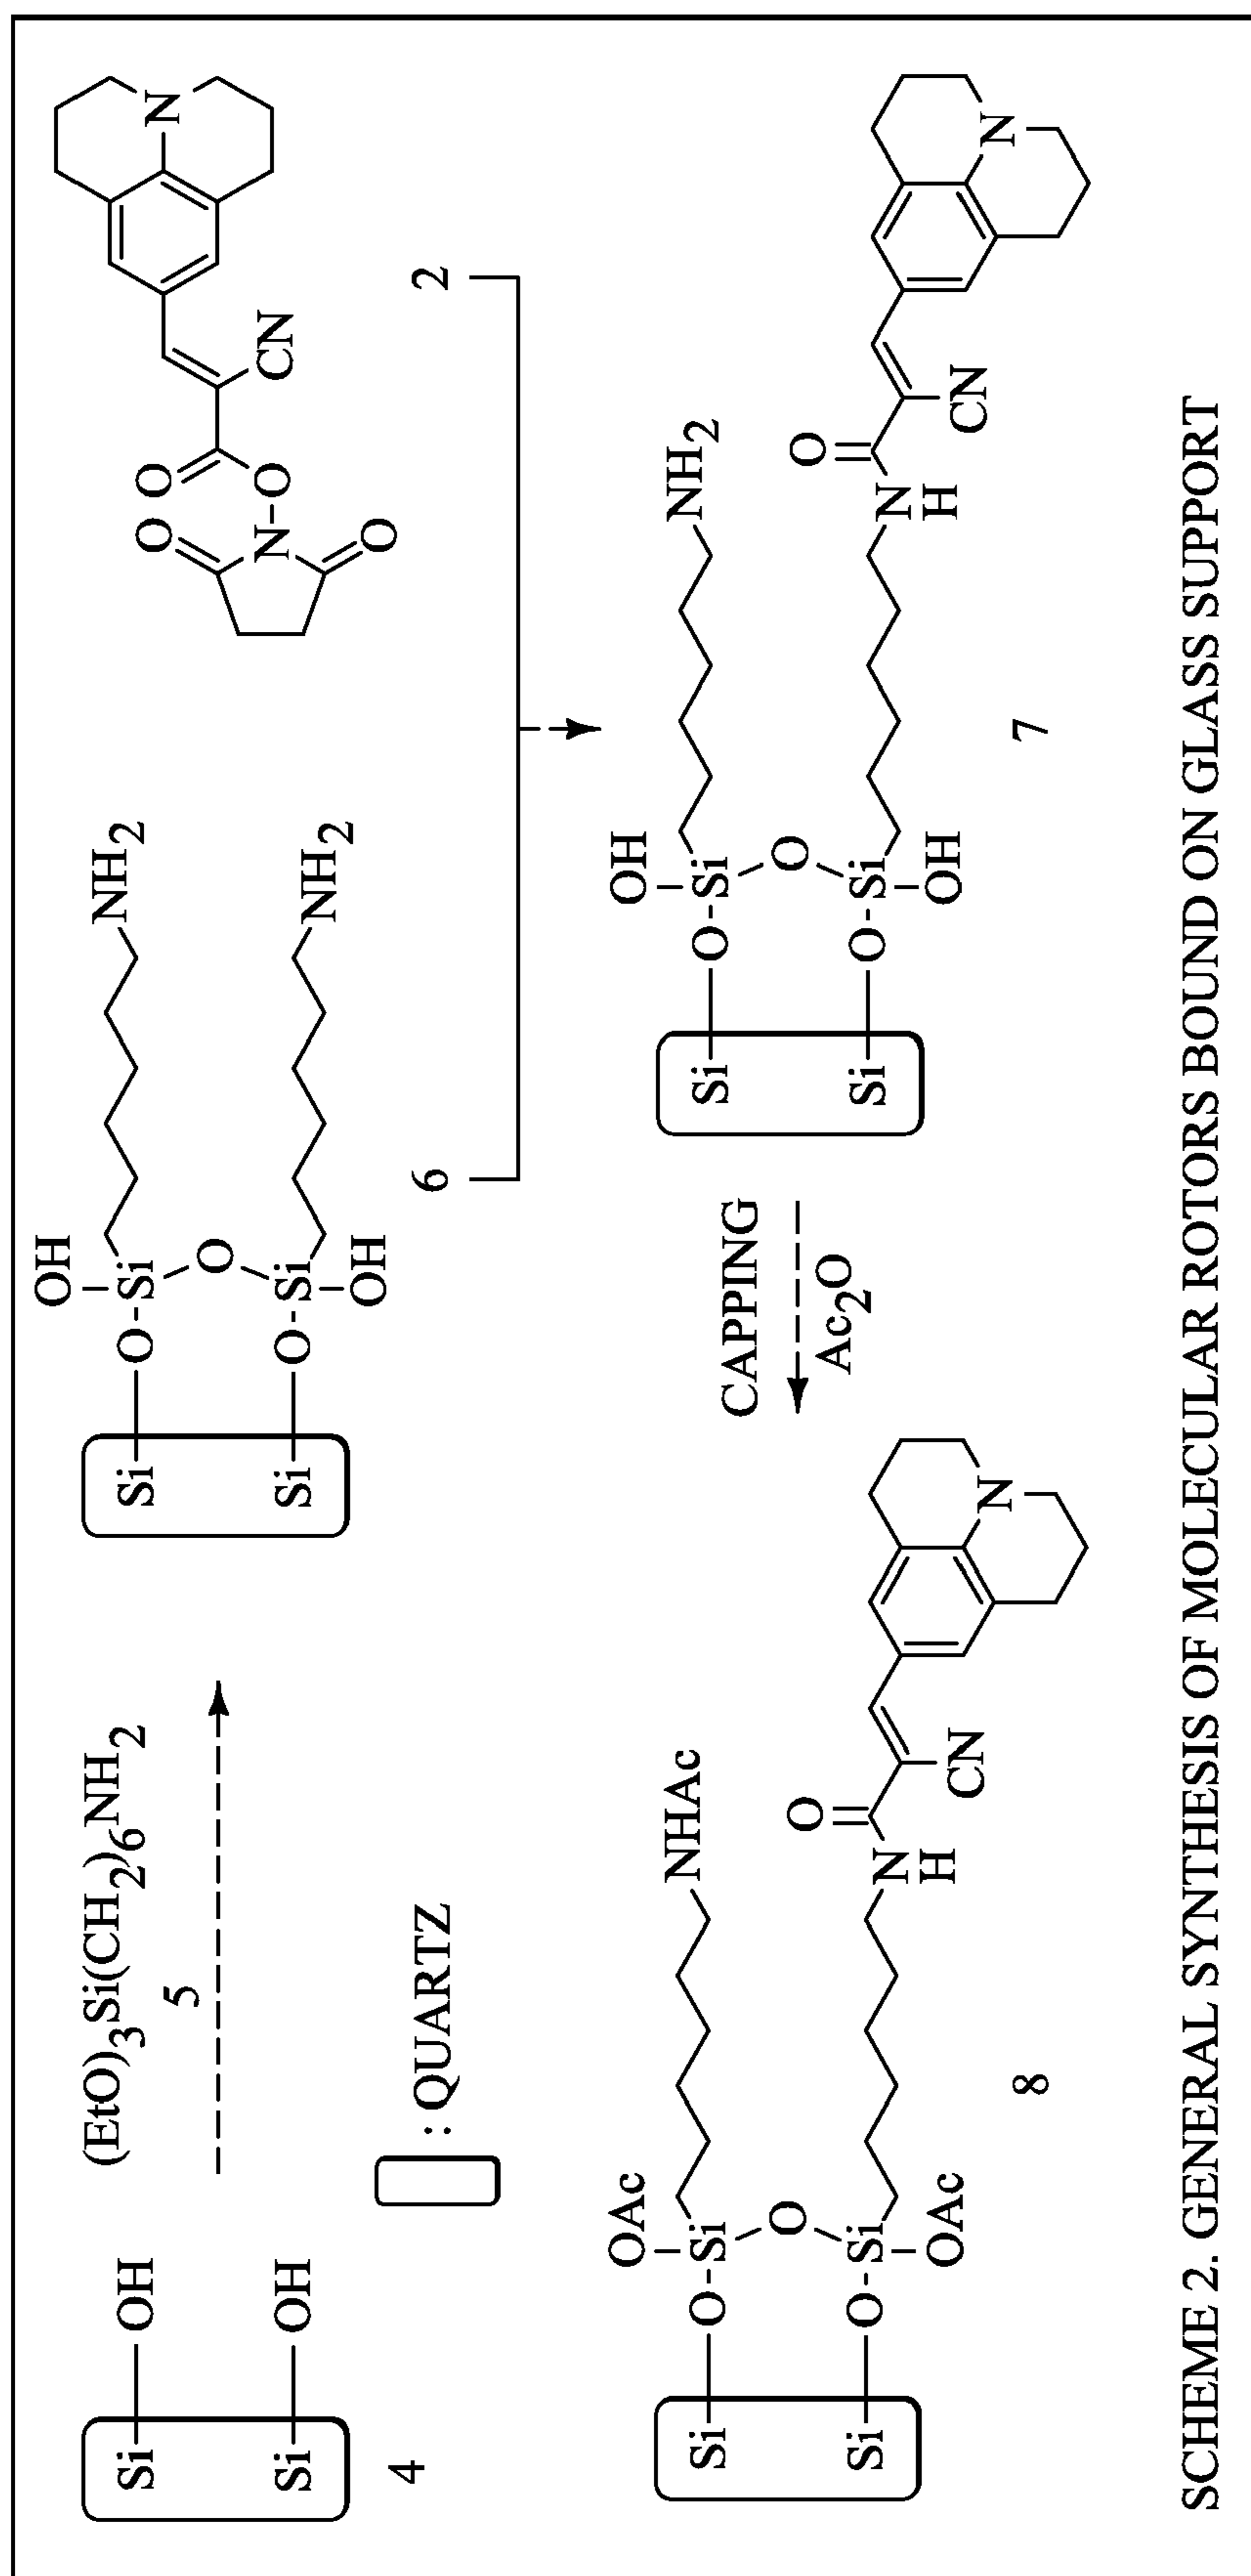 (EtO)3Si(CH2)6NH2
5
Si OH
Si OH
4
: QUARTZ
OH
Si O Si NH2
O
Si O Si NH2
OH
6
O
O
N O
O
CN
N
O
2
OH
Si O Si NH2
O
O
Si O Si N
H
OH
CN
N
7
CAPPING
Ac2O
OAc
Si O Si NHAc
O
O
Si O Si N
H
OAc
CN
N
8
SCHEME 2. GENERAL SYNTHESIS OF MOLECULAR ROTORS BOUND ON GLASS SUPPORT